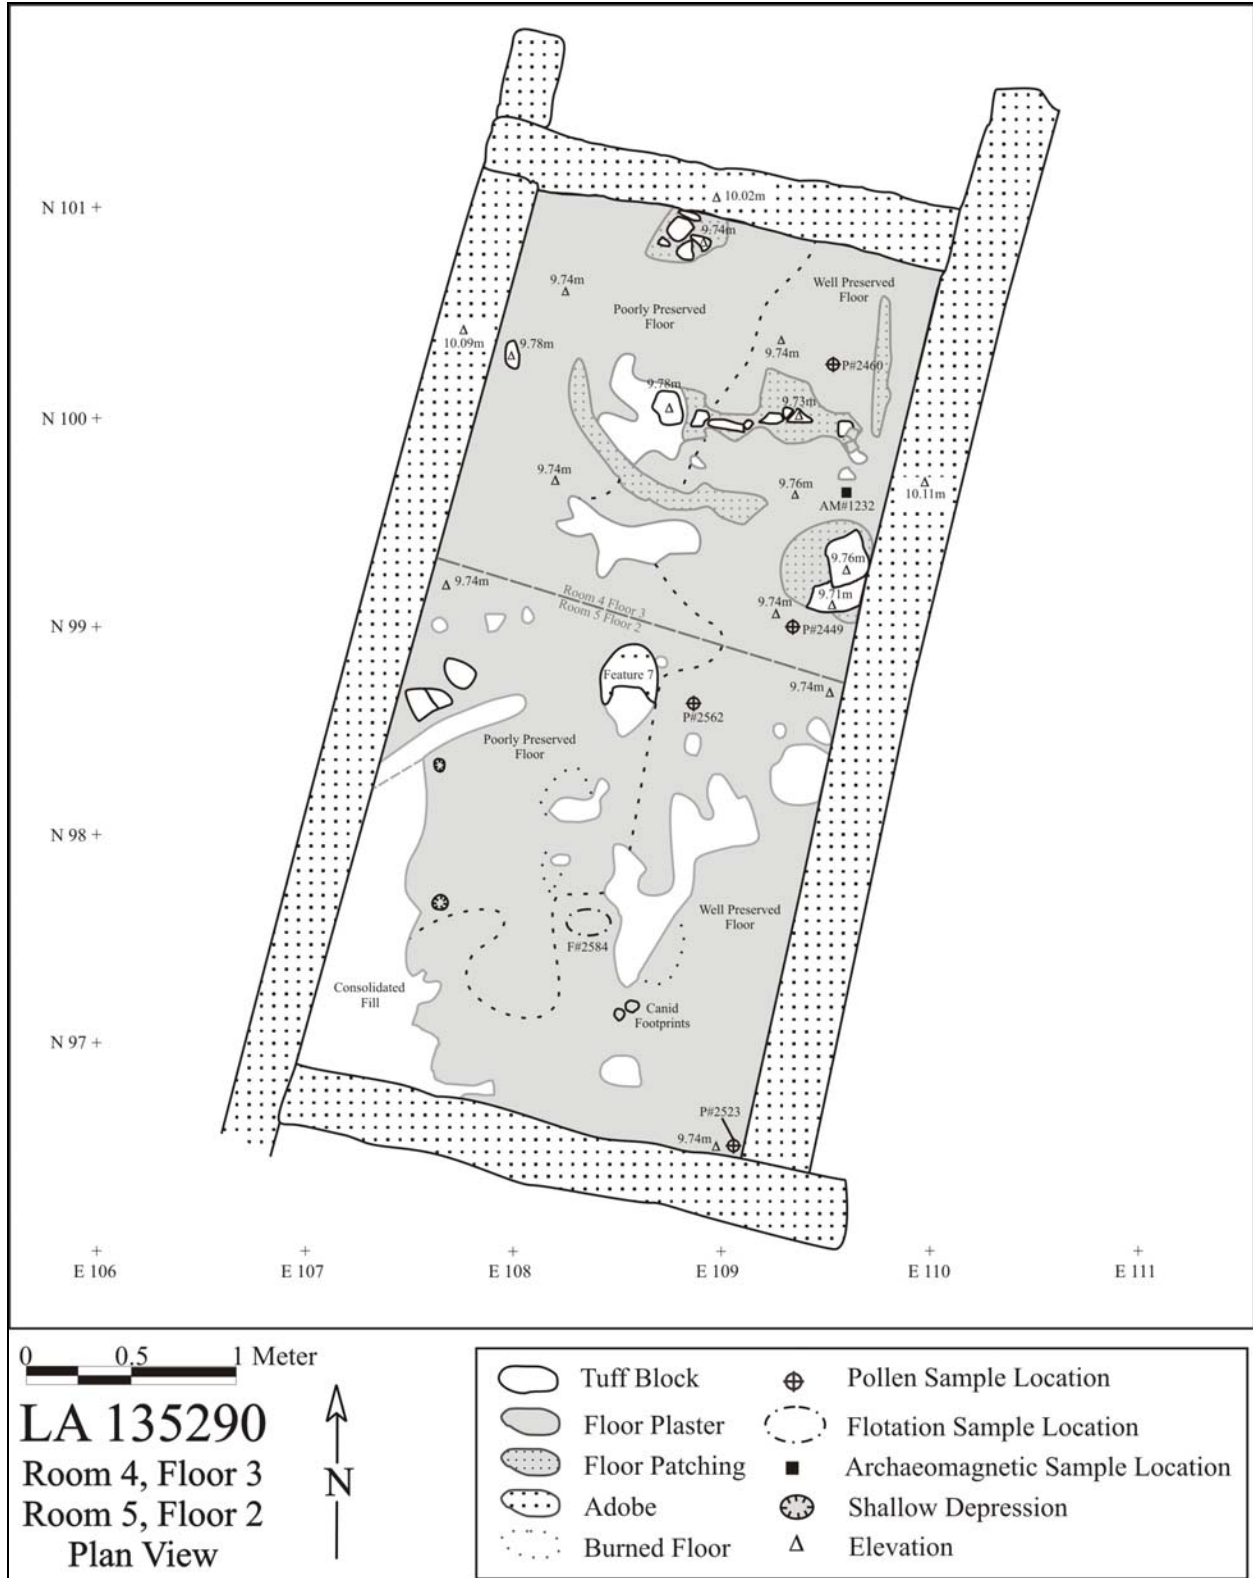 N 101
10.02m
9.74m
Well Preserved
Floor
9.74m
Poorly Preserved
Floor
10.09m
9.78m
9.74m
P#2460
9.78m
9.73m
N 100
9.74m
9.76m
10.11m
AM#1232
9.76m
9.74m
Room 4 Floor 3
Room 5 Floor 2
9.71m
9.74m
N 99
P#2449
Feature 7
9.74m
P#2562
Poorly Preserved
Floor
N 98
Well Preserved
Floor
F#2584
Consolidated
Fill
Canid
Footprints
N 97
P#2523
9.74m
E 106
E 107
E 108
E 109
E 110
E 111
0 0.5 1 Meter
LA 135290
Room 4, Floor 3
Room 5, Floor 2
Plan View
N
Tuff Block
Floor Plaster
Floor Patching
Adobe
Burned Floor
Pollen Sample Location
Flotation Sample Location
Archaeomagnetic Sample Location
Shallow Depression
Elevation